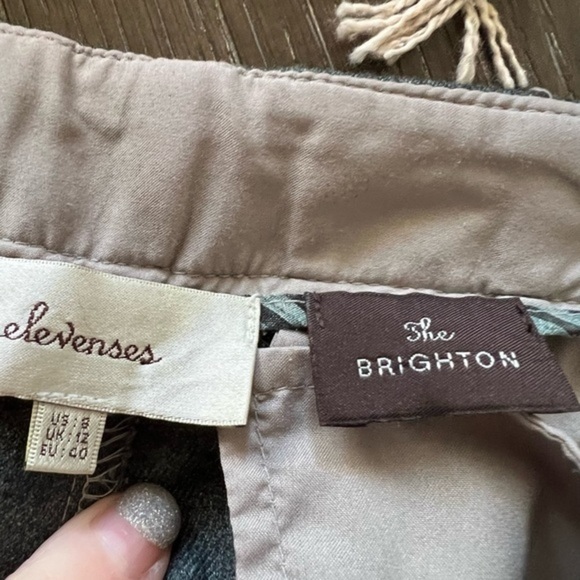 elevenses
US: 8
UK: 12
EU: 40
The
BRIGHTON